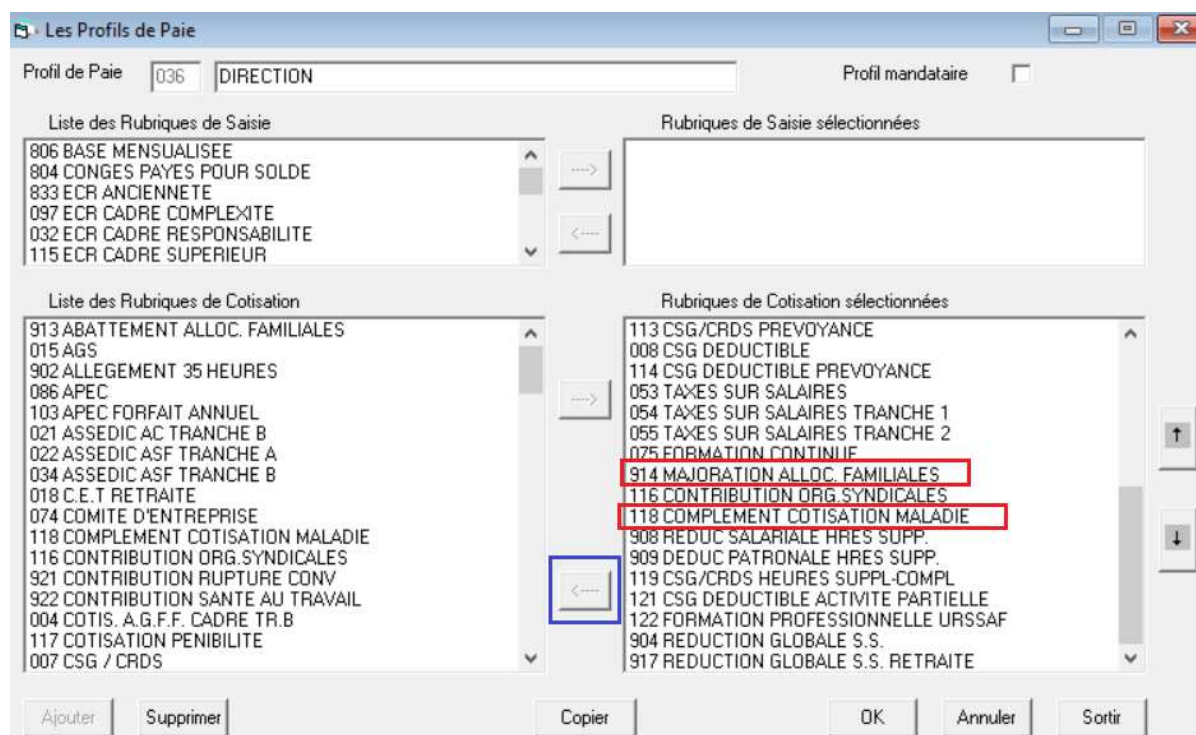 Les Profils de Paie
Profil de Paie 036 DIRECTION Profil mandataire
Liste des Rubriques de Saisie
806 BASE MENSUALISEE
804 CONGES PAYES POUR SOLDE
833 ECR ANCIENNETE
097 ECR CADRE COMPLEXITE
032 ECR CADRE RESPONSABILITE
115 ECR CADRE SUPERIEUR
---->
<----
Rubriques de Saisie sélectionnées
Liste des Rubriques de Cotisation
913 ABATTEMENT ALLOC. FAMILIALES
015 AGS
902 ALLEGEMENT 35 HEURES
086 APEC
103 APEC FORFAIT ANNUEL
021 ASSEDIC AC TRANCHE B
022 ASSEDIC ASF TRANCHE A
034 ASSEDIC ASF TRANCHE B
018 C.E.T RETRAITE
074 COMITE D'ENTREPRISE
118 COMPLEMENT COTISATION MALADIE
116 CONTRIBUTION ORG.SYNDICALES
921 CONTRIBUTION RUPTURE CONV
922 CONTRIBUTION SANTE AU TRAVAIL
004 COTIS. A.G.F.F. CADRE TR.B
117 COTISATION PENIBILITE
007 CSG / CRDS
---->
<----
Rubriques de Cotisation sélectionnées
113 CSG/CRDS PREVOYANCE
008 CSG DEDUCTIBLE
114 CSG DEDUCTIBLE PREVOYANCE
053 TAXES SUR SALAIRES
054 TAXES SUR SALAIRES TRANCHE 1
055 TAXES SUR SALAIRES TRANCHE 2
075 FORMATION CONTINUE
914 MAJORATION ALLOC. FAMILIALES
116 CONTRIBUTION ORG.SYNDICALES
118 COMPLEMENT COTISATION MALADIE
908 REDUC SALARIALE HRES SUPP.
909 DEDUC PATRONALE HRES SUPP.
119 CSG/CRDS HEURES SUPPL-COMPL
121 CSG DEDUCTIBLE ACTIVITE PARTIELLE
122 FORMATION PROFESSIONNELLE URSSAF
904 REDUCTION GLOBALE S.S.
917 REDUCTION GLOBALE S.S. RETRAITE
Ajouter Supprimer Copier OK Annuler Sortir